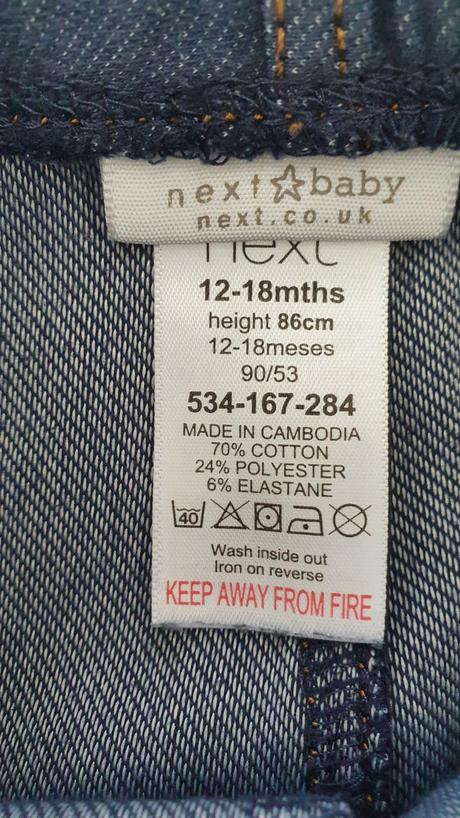 next☆baby
next.co.uk
next
12-18mths
height 86cm
12-18meses
90/53
534-167-284
MADE IN CAMBODIA
70% COTTON
24% POLYESTER
6% ELASTANE
40
Wash inside out
Iron on reverse
KEEP AWAY FROM FIRE